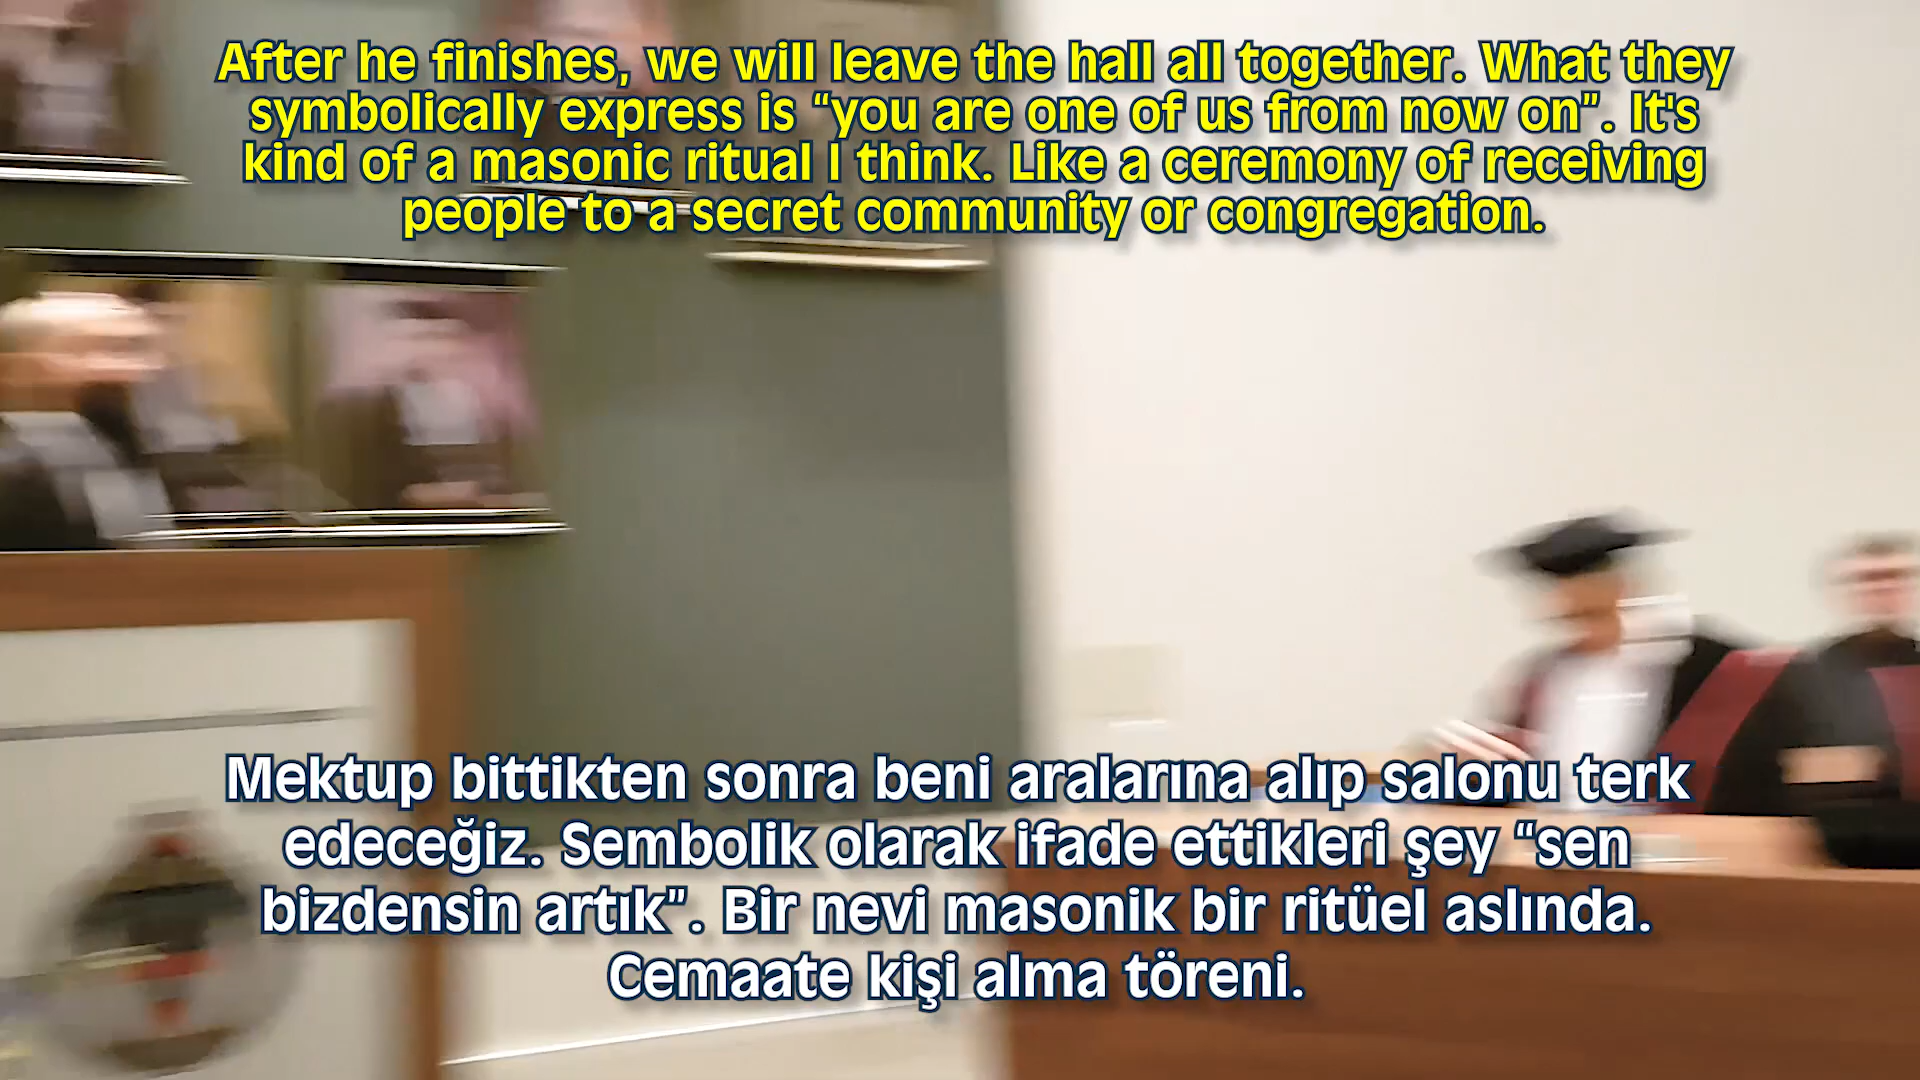 After he finishes, we will leave the hall all together. What they
symbolically express is “you are one of us from now on”. It's
kind of a masonic ritual I think. Like a ceremony of receiving
people to a secret community or congregation.
Mektup bittikten sonra beni aralarına alıp salonu terk
edeceğiz. Sembolik olarak ifade ettikleri şey “sen
bizdensin artık”. Bir nevi masonik bir ritüel aslında.
Cemaate kişi alma töreni.